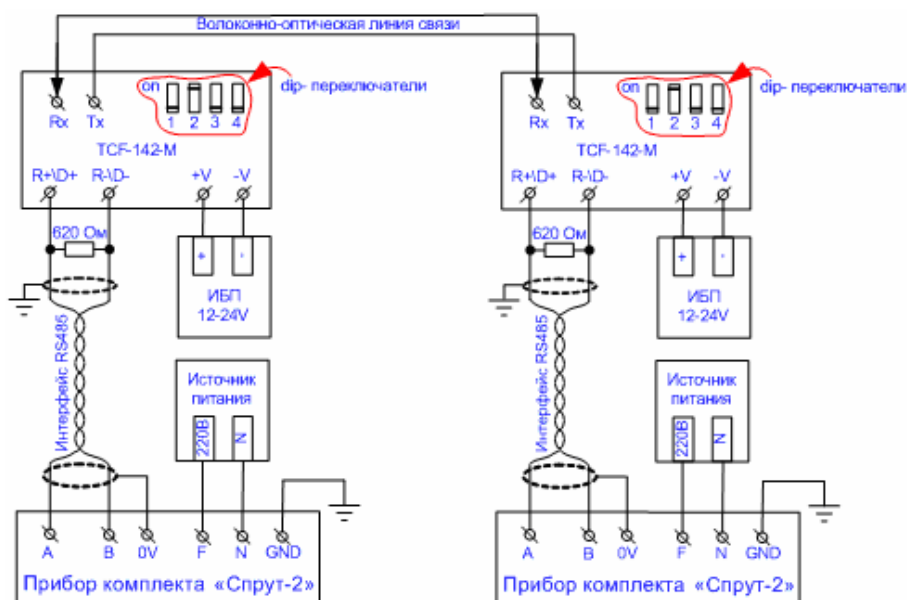 Волоконно-оптическая линия связи
on
dip- переключатели
1 2 3 4
Rx Tx
TCF-142-M
R+\D+ R-\D- +V -V
620 Ом
+ -
ИБП
12-24V
Интерфейс RS485
Источник
питания
220В N
A B 0V F N GND
Прибор комплекта «Спрут-2»
on
dip- переключатели
1 2 3 4
Rx Tx
TCF-142-M
R+\D+ R-\D- +V -V
620 Ом
+ -
ИБП
12-24V
Интерфейс RS485
Источник
питания
220В N
A B 0V F N GND
Прибор комплекта «Спрут-2»